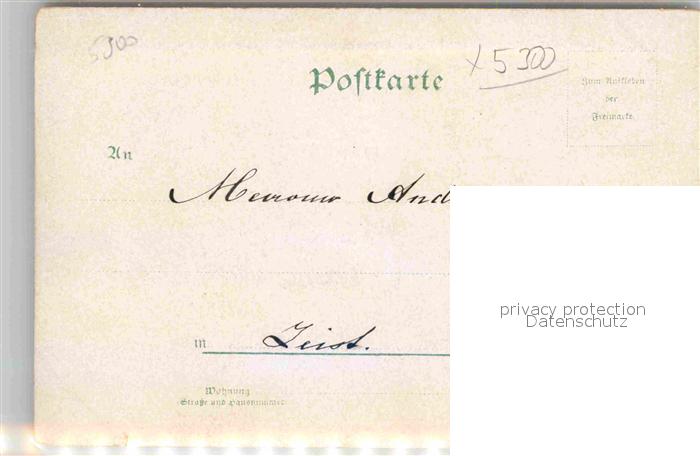 5300
x 5300
Postkarte
Zum Aufkleben
der
Freimarke.
An
Mevrouw And
privacy protection
Datenschutz
in Zeist.
Wohnung
Straße und Hausnummer